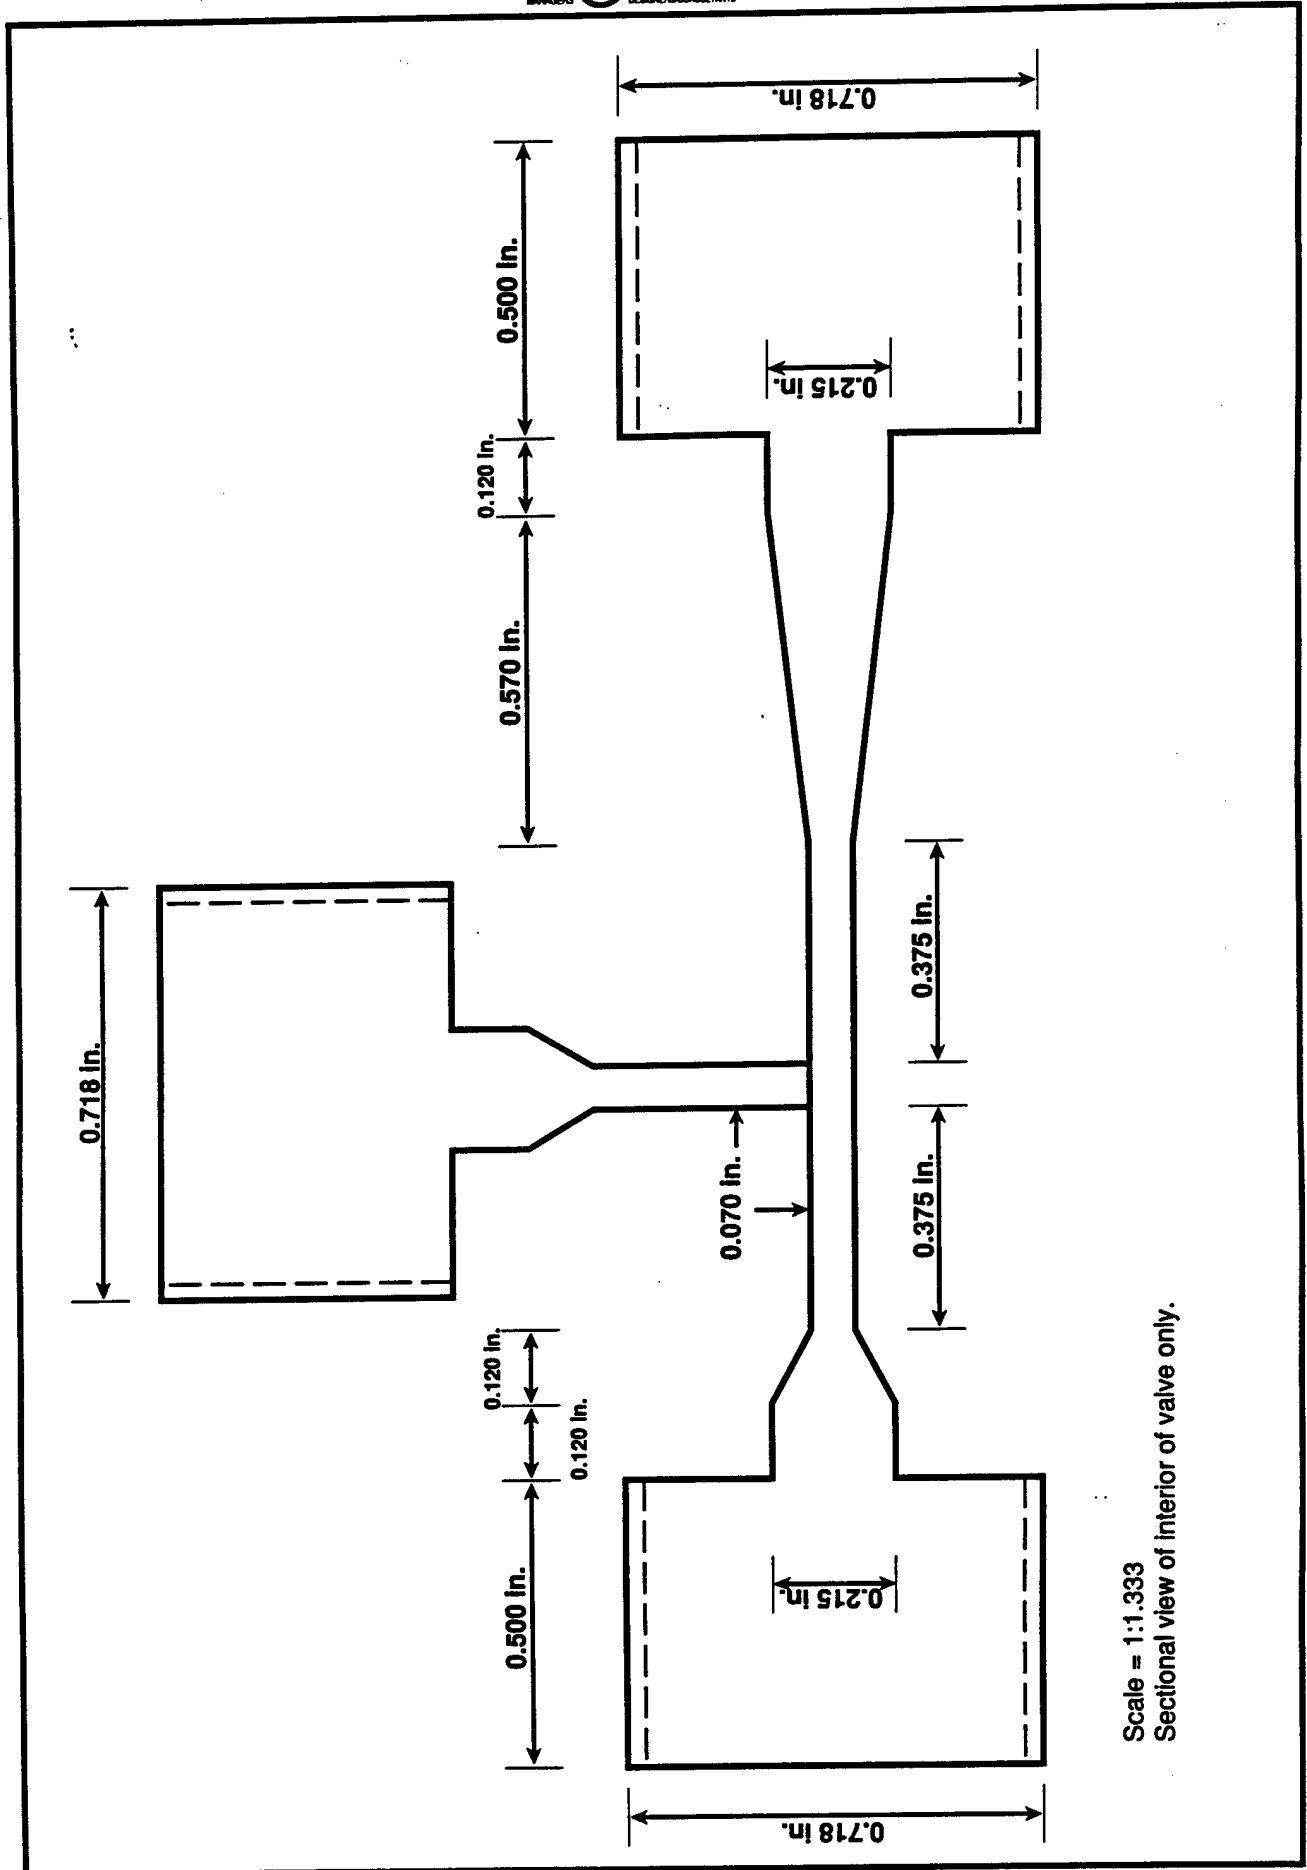 0.718 in.
0.500 in.
0.215 in.
0.120 in.
0.570 in.
0.718 in.
0.375 in.
0.070 in.
0.375 in.
0.120 in.
0.120 in.
0.500 in.
0.215 in.
0.718 in.
Scale = 1:1.333
Sectional view of interior of valve only.